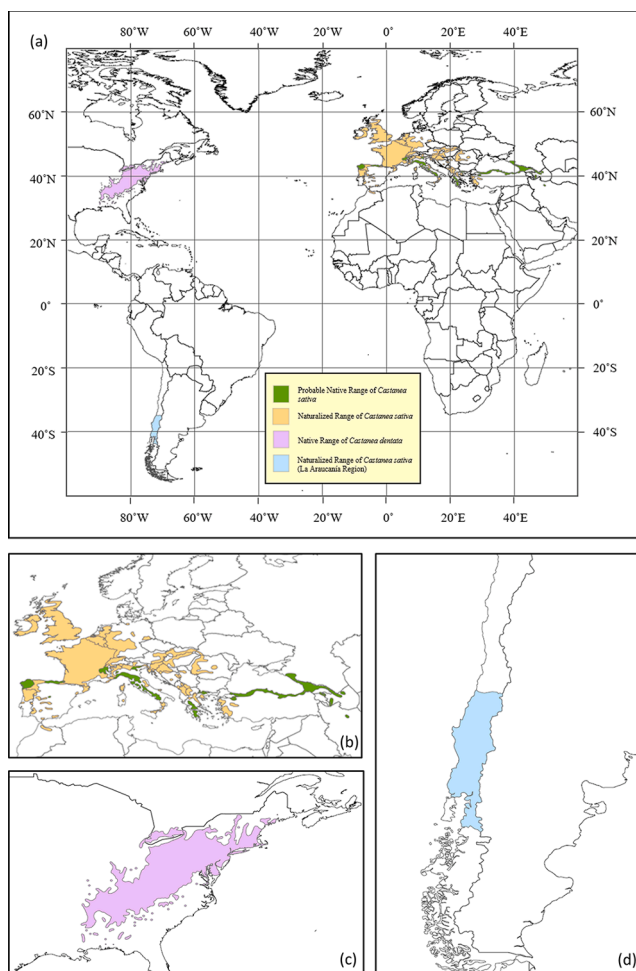 (a)
80°W 60°W 40°W 20°W 0° 20°E 40°E
60°N 60°N
40°N 40°N
20°N 20°N
0° 0°
20°S 20°S
40°S 40°S
Probable Native Range of Castanea
sativa
Naturalized Range of Castanea sativa
Native Range of Castanea dentata
Naturalized Range of Castanea sativa
(La Araucanía Region)
80°W 60°W 40°W 20°W 0° 20°E 40°E
(b)
(c)
(d)